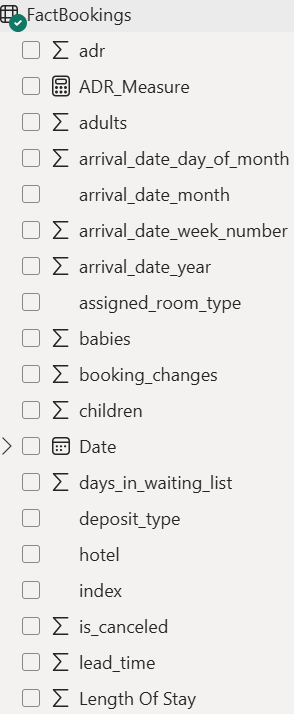 FactBookings
adr
ADR_Measure
adults
arrival_date_day_of_month
arrival_date_month
arrival_date_week_number
arrival_date_year
assigned_room_type
babies
booking_changes
children
Date
days_in_waiting_list
deposit_type
hotel
index
is_canceled
lead_time
Length Of Stay